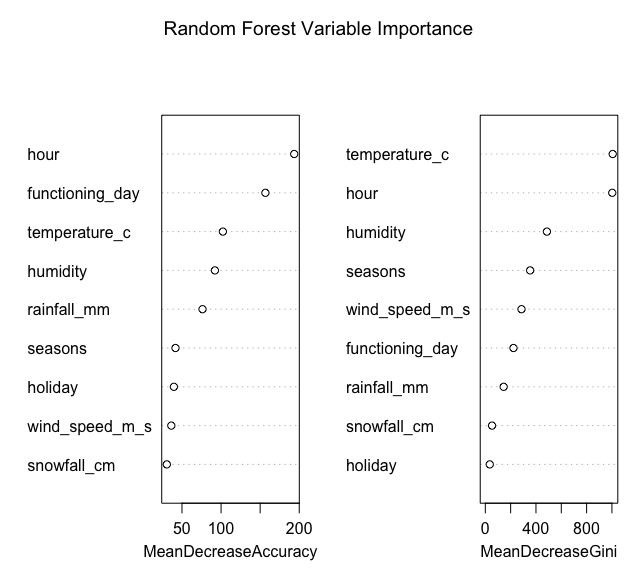 Random Forest Variable Importance
hour
functioning_day
temperature_c
humidity
rainfall_mm
seasons
holiday
wind_speed_m_s
snowfall_cm
50 100 200
MeanDecreaseAccuracy
temperature_c
hour
humidity
seasons
wind_speed_m_s
functioning_day
rainfall_mm
snowfall_cm
holiday
0 400 800
MeanDecreaseGini